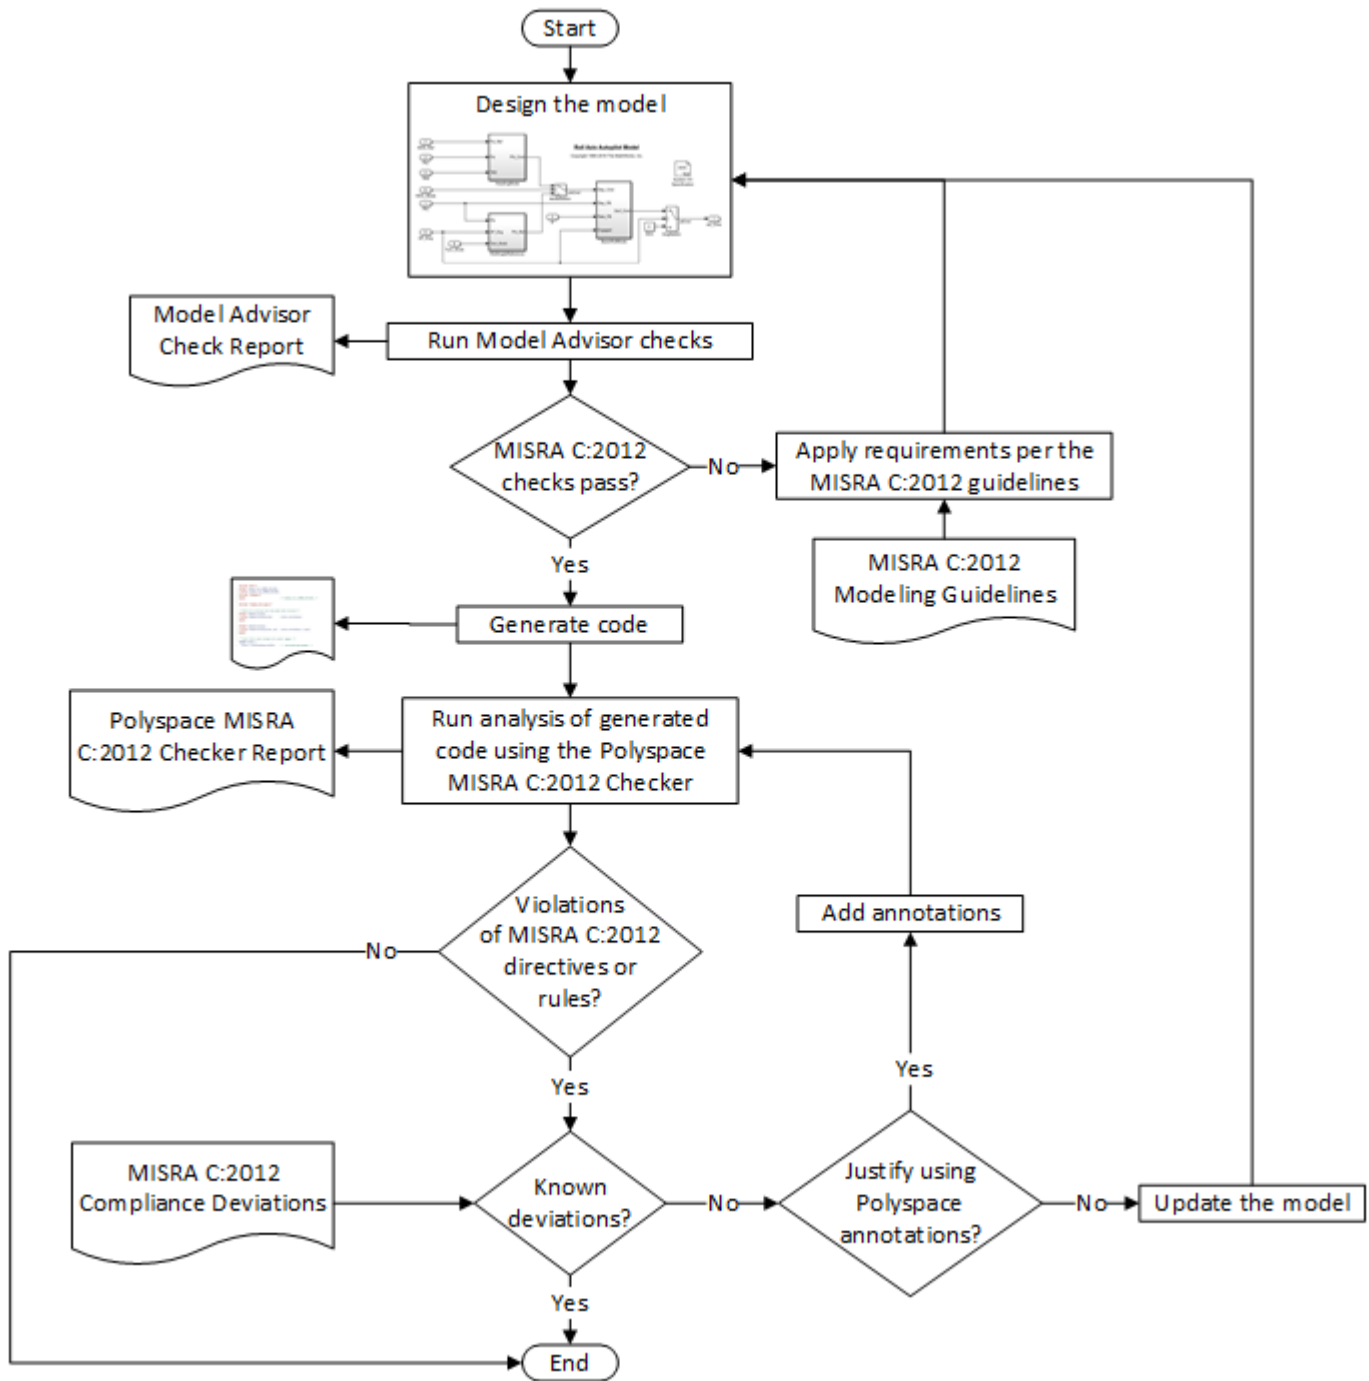 Start
Design the model
Roll Axis Autopilot Model
Model Advisor
Check Report
Run Model Advisor checks
MISRA C:2012
checks pass?
No
Apply requirements per the
MISRA C:2012 guidelines
Yes
MISRA C:2012
Modeling Guidelines
Generate code
Polyspace MISRA
C:2012 Checker Report
Run analysis of generated
code using the Polyspace
MISRA C:2012 Checker
Violations
of MISRA C:2012
directives or
rules?
No
Add annotations
Yes
Yes
MISRA C:2012
Compliance Deviations
Known
deviations?
No
Justify using
Polyspace
annotations?
No
Update the model
Yes
End